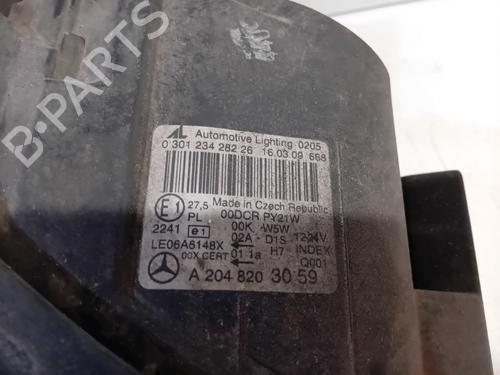 B-PARTS
AL Automotive Lighting 0205
0 301 234 282 26 16.03.09 668
E1 27,5 Made in Czech Republic
PL 00DCR PY21W
2241 e1 00K W5W
02A - D1S 12-24V
LE06A6148X H7 INDEX
00X CERT 01 1a Q001
A 204 820 3059